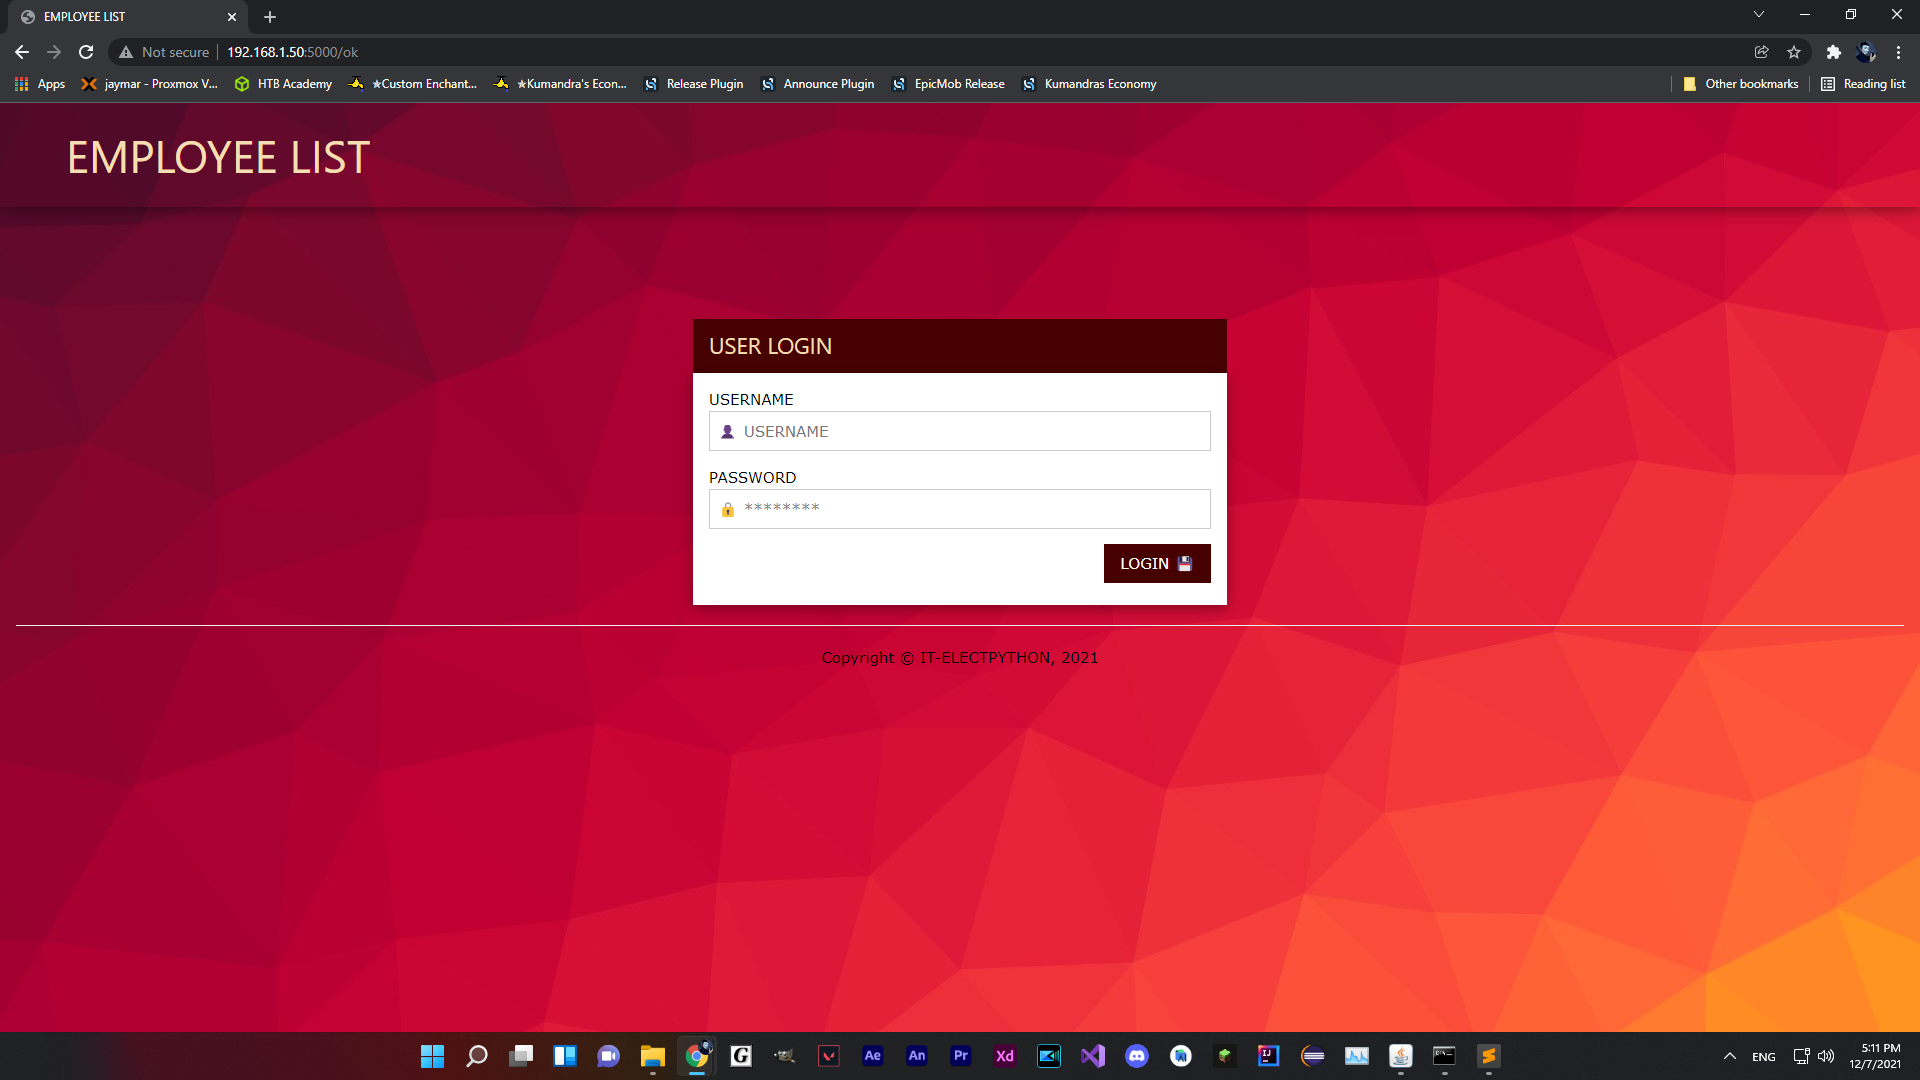 EMPLOYEE LIST
Not secure 192.168.1.50:5000/ok
Apps jaymar - Proxmox V... HTB Academy ★Custom Enchant... ★Kumandra's Econ... Release Plugin Announce Plugin EpicMob Release Kumandras Economy Other bookmarks Reading list
EMPLOYEE LIST
USER LOGIN
USERNAME
USERNAME
PASSWORD
********
LOGIN
Copyright © IT-ELECTPYTHON, 2021
G Ae An Pr Xd IJ
ENG
5:11 PM
12/7/2021